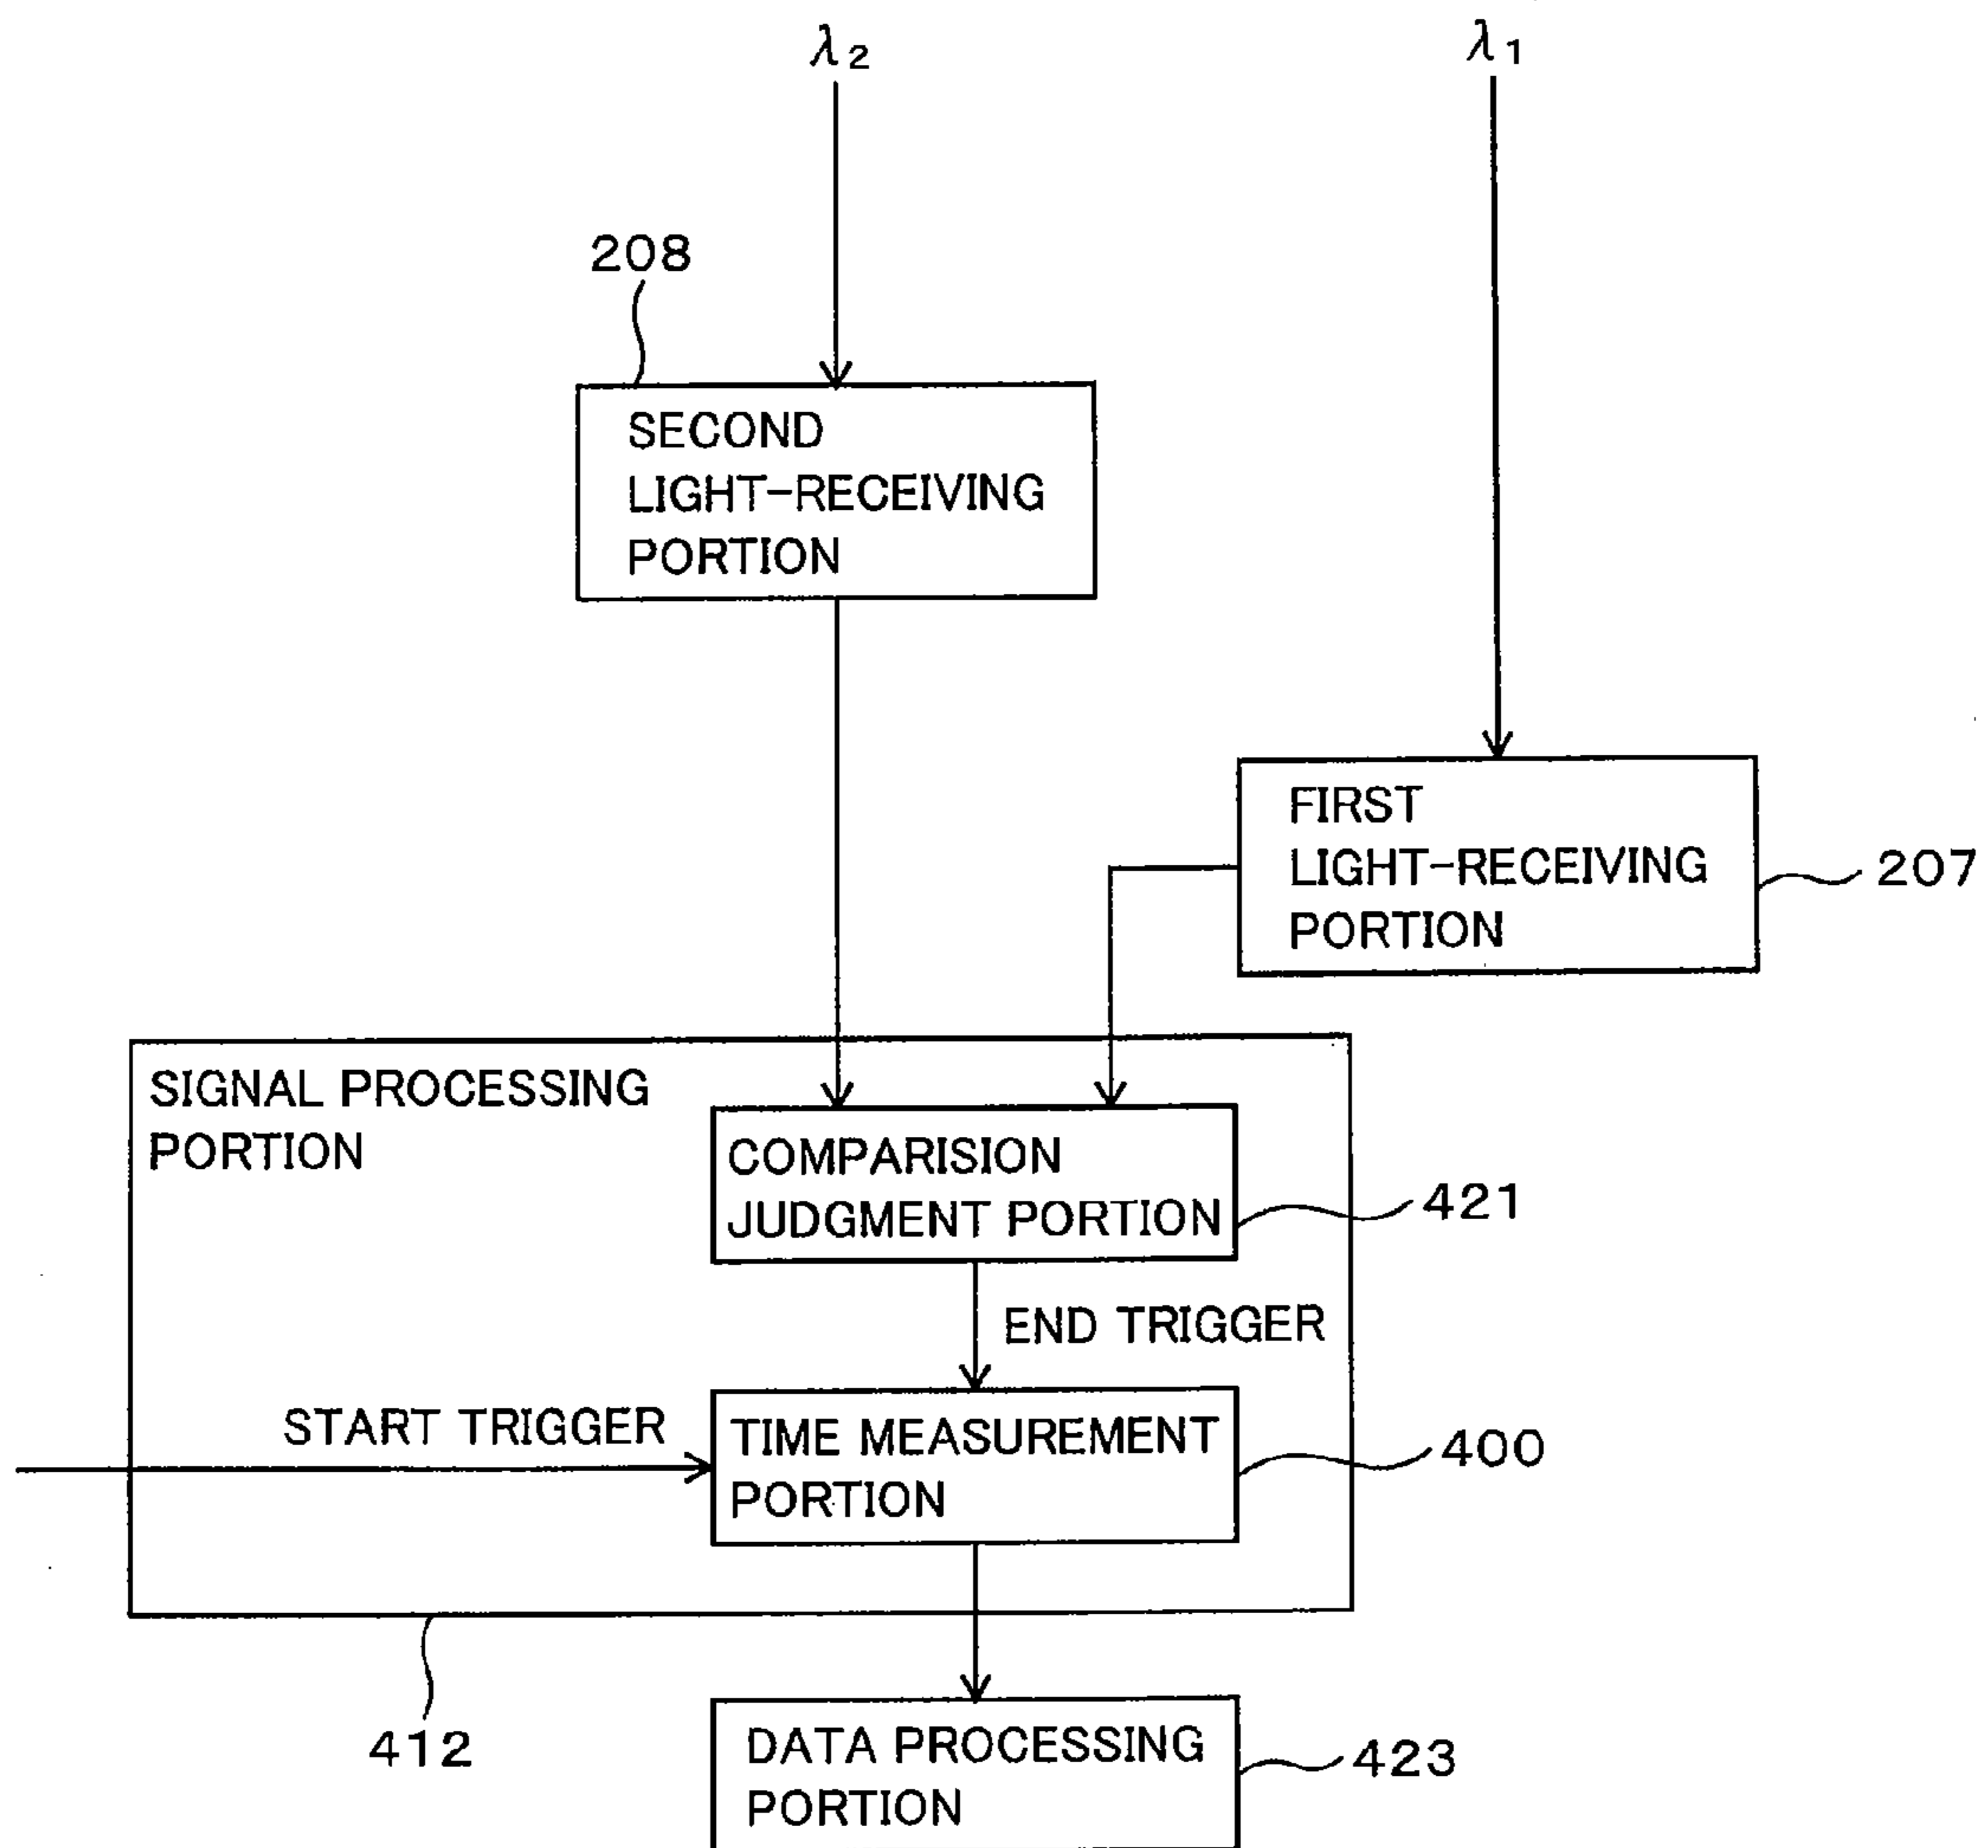 λ2
λ1
208
SECOND
LIGHT-RECEIVING
PORTION
FIRST
LIGHT-RECEIVING
PORTION
207
SIGNAL PROCESSING
PORTION
COMPARISION
JUDGMENT PORTION
421
END TRIGGER
START TRIGGER
TIME MEASUREMENT
PORTION
400
412
DATA PROCESSING
PORTION
423